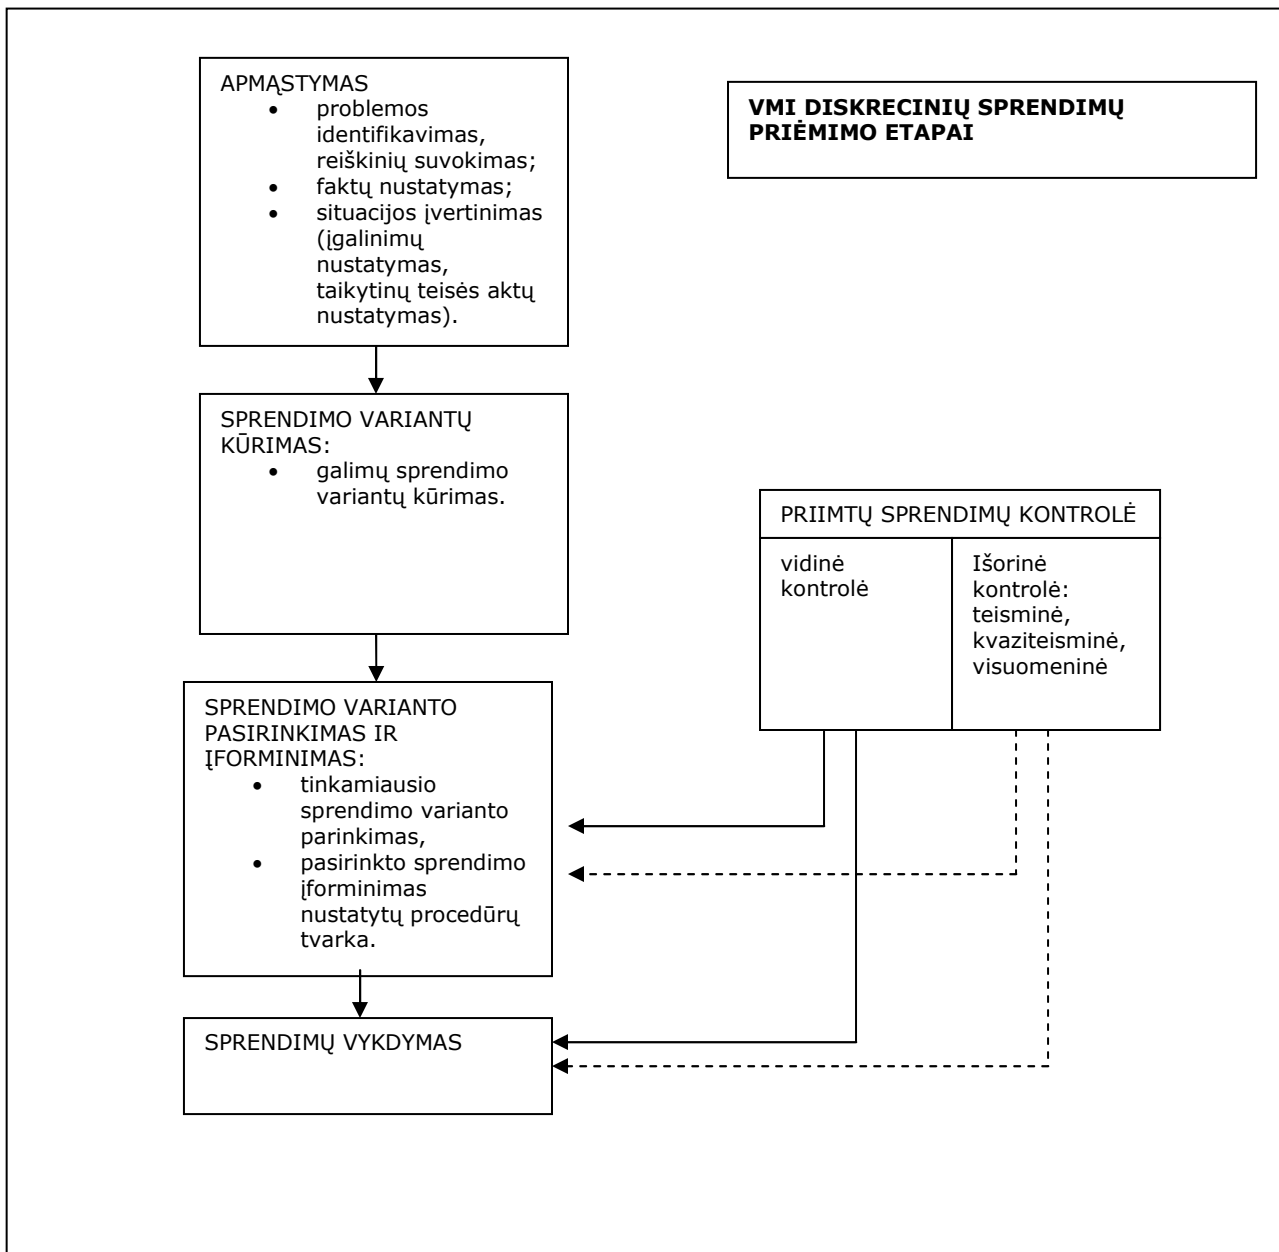 APMĄSTYMAS
• problemos
identifikavimas,
reiškinių suvokimas;
• faktų nustatymas;
• situacijos įvertinimas
(įgalinimų
nustatymas,
taikytinų teisės aktų
nustatymas).
VMI DISKRECINIŲ SPRENDIMŲ
PRIĖMIMO ETAPAI
SPRENDIMO VARIANTŲ
KŪRIMAS:
• galimų sprendimo
variantų kūrimas.
PRIIMTŲ SPRENDIMŲ KONTROLĖ
vidinė
kontrolė
Išorinė
kontrolė:
teisminė,
kvaziteisminė,
visuomeninė
SPRENDIMO VARIANTO
PASIRINKIMAS IR
ĮFORMINIMAS:
• tinkamiausio
sprendimo varianto
parinkimas,
• pasirinkto sprendimo
įforminimas
nustatytų procedūrų
tvarka.
SPRENDIMŲ VYKDYMAS